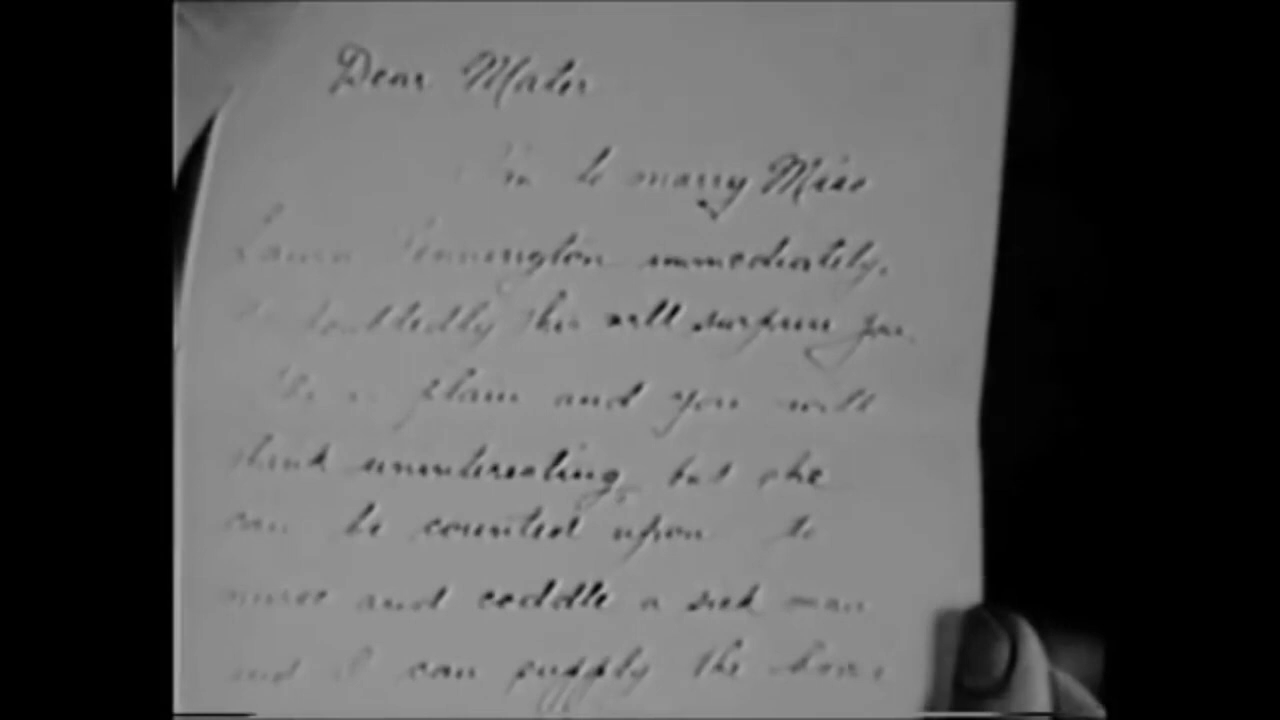 Dear Mater
to marry Miss
Laura Pennington immediately.
Undoubtedly this will surprise you.
She is plain and you will
think uninteresting, but she
can be counted upon to
nurse and coddle a sick man
and I can supply the